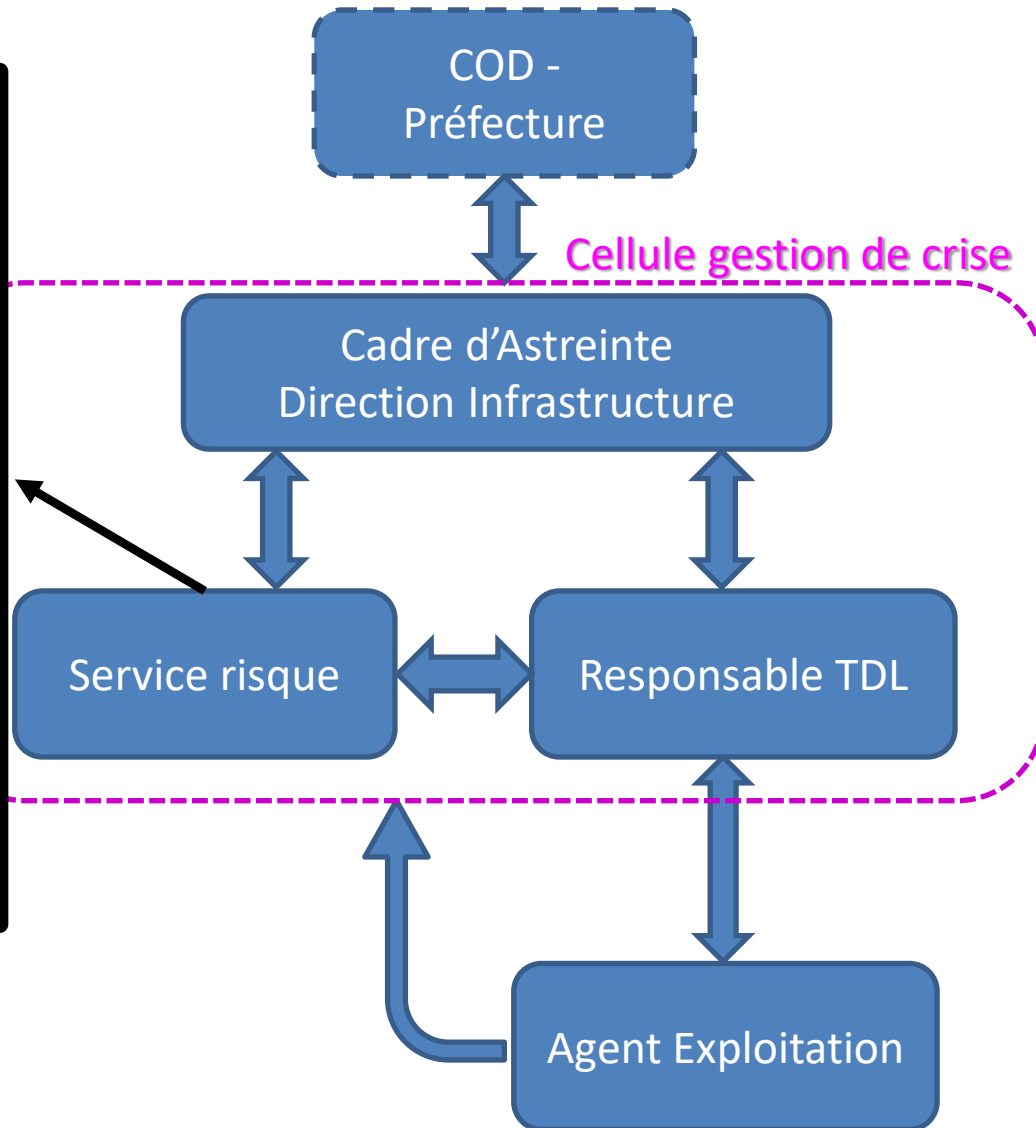 COD -
Préfecture
Cellule gestion de crise
Cadre d’Astreinte
Direction Infrastructure
Service risque
Responsable TDL
Agent Exploitation